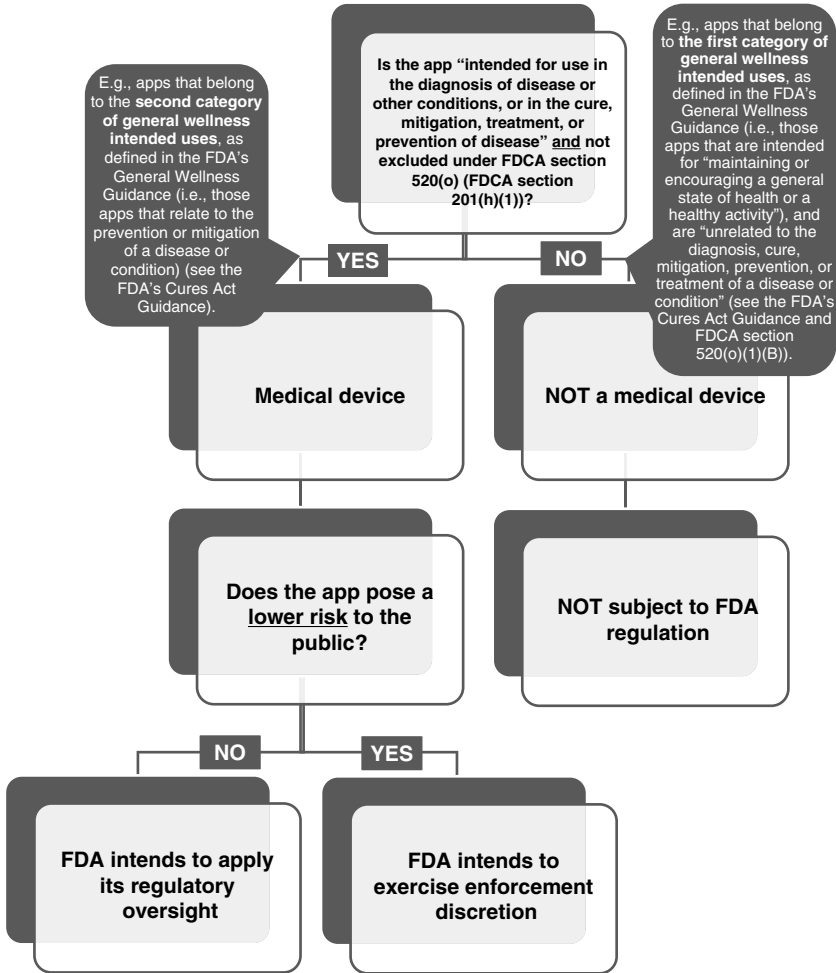 Is the app “intended for use in
the diagnosis of disease or
other conditions, or in the cure,
mitigation, treatment, or
prevention of disease” and not
excluded under FDCA section
520(o) (FDCA section
201(h)(1))?
E.g., apps that belong
to the second category
of general wellness
intended uses, as
defined in the FDA’s
General Wellness
Guidance (i.e., those
apps that relate to the
prevention or mitigation
of a disease or
condition) (see the
FDA’s Cures Act
Guidance).
E.g., apps that belong
to the first category of
general wellness
intended uses, as
defined in the FDA’s
General Wellness
Guidance (i.e., those
apps that are intended
for “maintaining or
encouraging a general
state of health or a
healthy activity”), and
are “unrelated to the
diagnosis, cure,
mitigation, prevention, or
treatment of a disease or
condition” (see the FDA’s
Cures Act Guidance and
FDCA section
520(o)(1)(B)).
YES
NO
Medical device
NOT a medical device
Does the app pose a
lower risk to the
public?
NOT subject to FDA
regulation
NO
YES
FDA intends to apply
its regulatory
oversight
FDA intends to
exercise enforcement
discretion